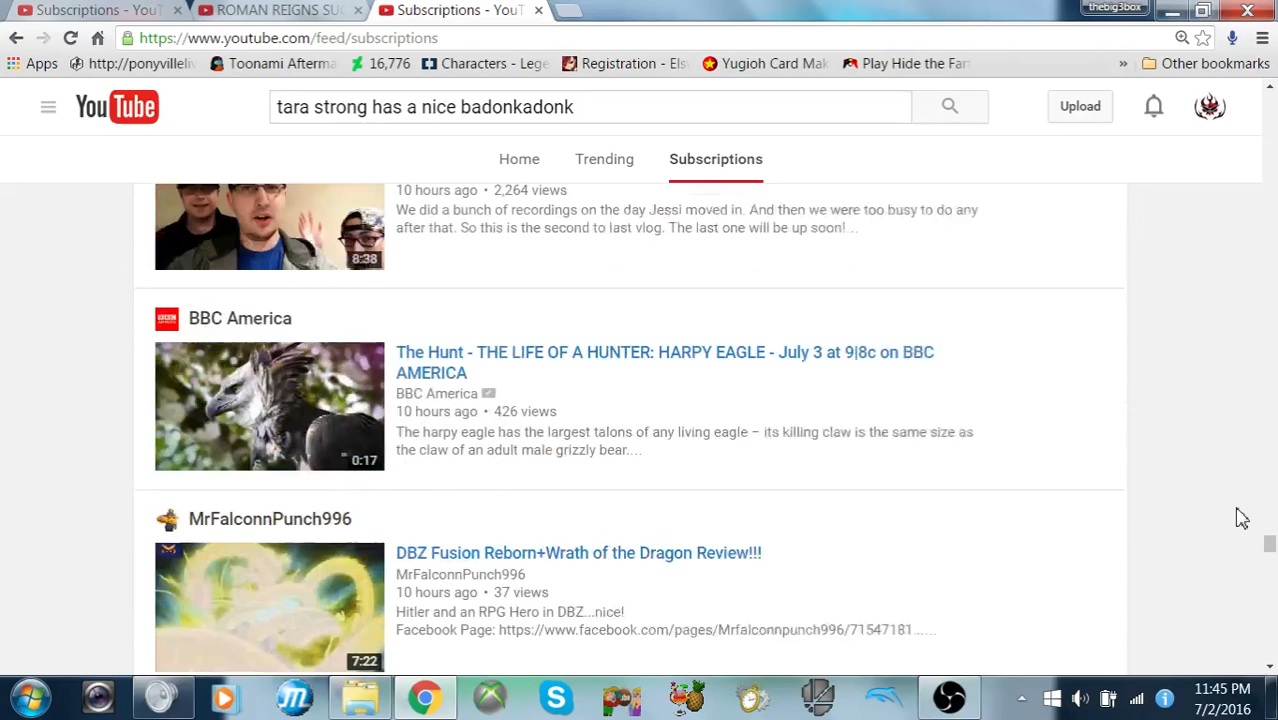 Subscriptions - YouT
ROMAN REIGNS SU
Subscriptions - YouT
thebig3box
https://www.youtube.com/feed/subscriptions
Apps
http://ponyvilleliv
Toonami Afterma
16,776
Characters - Lege
Registration - Els
Yugioh Card Mak
Play Hide the Far
»
Other bookmarks
YouTube
tara strong has a nice badonkadonk
Upload
Home
Trending
Subscriptions
10 hours ago • 2,264 views
We did a bunch of recordings on the day Jessi moved in. And then we were too busy to do any
after that. So this is the second to last vlog. The last one will be up soon!...
8:38
BBC America
The Hunt - THE LIFE OF A HUNTER: HARPY EAGLE - July 3 at 9|8c on BBC
AMERICA
BBC America
10 hours ago • 426 views
The harpy eagle has the largest talons of any living eagle – its killing claw is the same size as
the claw of an adult male grizzly bear....
0:17
MrFalconnPunch996
DBZ Fusion Reborn+Wrath of the Dragon Review!!!
MrFalconnPunch996
10 hours ago • 37 views
Hitler and an RPG Hero in DBZ...nice!
Facebook Page: https://www.facebook.com/pages/Mrfalconnpunch996/71547181......
7:22
11:45 PM
7/2/2016